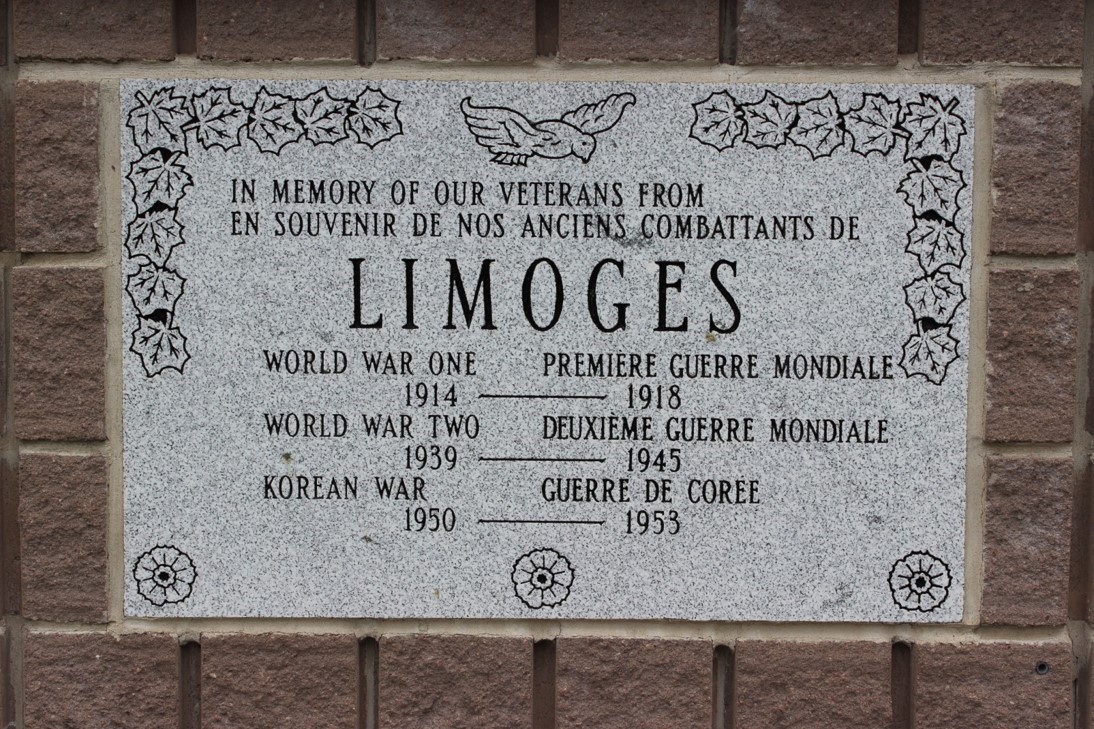 IN MEMORY OF OUR VETERANS FROM
EN SOUVENIR DE NOS ANCIENS COMBATTANTS DE
LIMOGES
WORLD WAR ONE PREMIÈRE GUERRE MONDIALE
1914 — 1918
WORLD WAR TWO DEUXIÈME GUERRE MONDIALE
1939 — 1945
KOREAN WAR GUERRE DE CORÉE
1950 — 1953